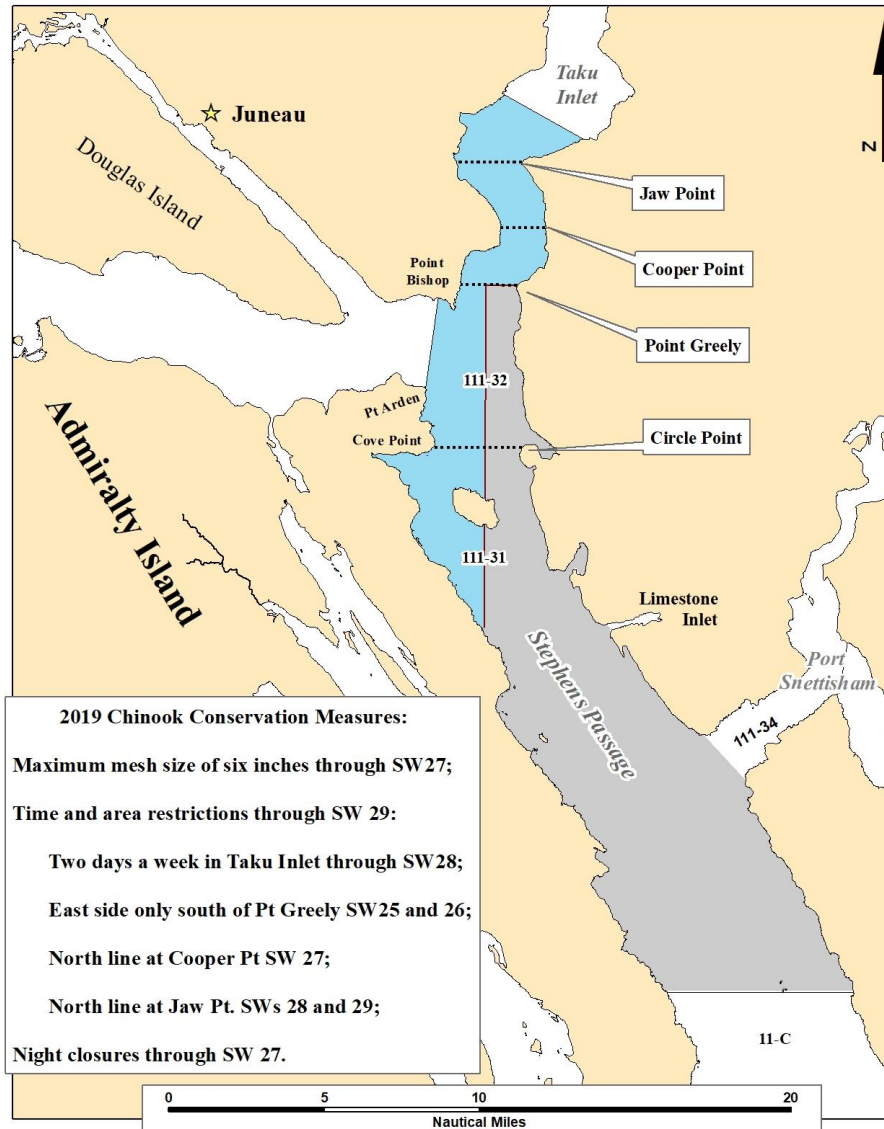 Taku
Inlet
Juneau
Douglas Island
N
Jaw Point
Cooper Point
Point
Bishop
Point Greely
111-32
Pt Arden
Cove Point
Circle Point
Admiralty Island
111-31
Limestone
Inlet
Stephens Passage
Port
Snettisham
111-34
2019 Chinook Conservation Measures:
Maximum mesh size of six inches through SW27;
Time and area restrictions through SW 29:
Two days a week in Taku Inlet through SW28;
East side only south of Pt Greely SW25 and 26;
North line at Cooper Pt SW 27;
North line at Jaw Pt. SWs 28 and 29;
Night closures through SW 27.
11-C
0 5 10 20
Nautical Miles